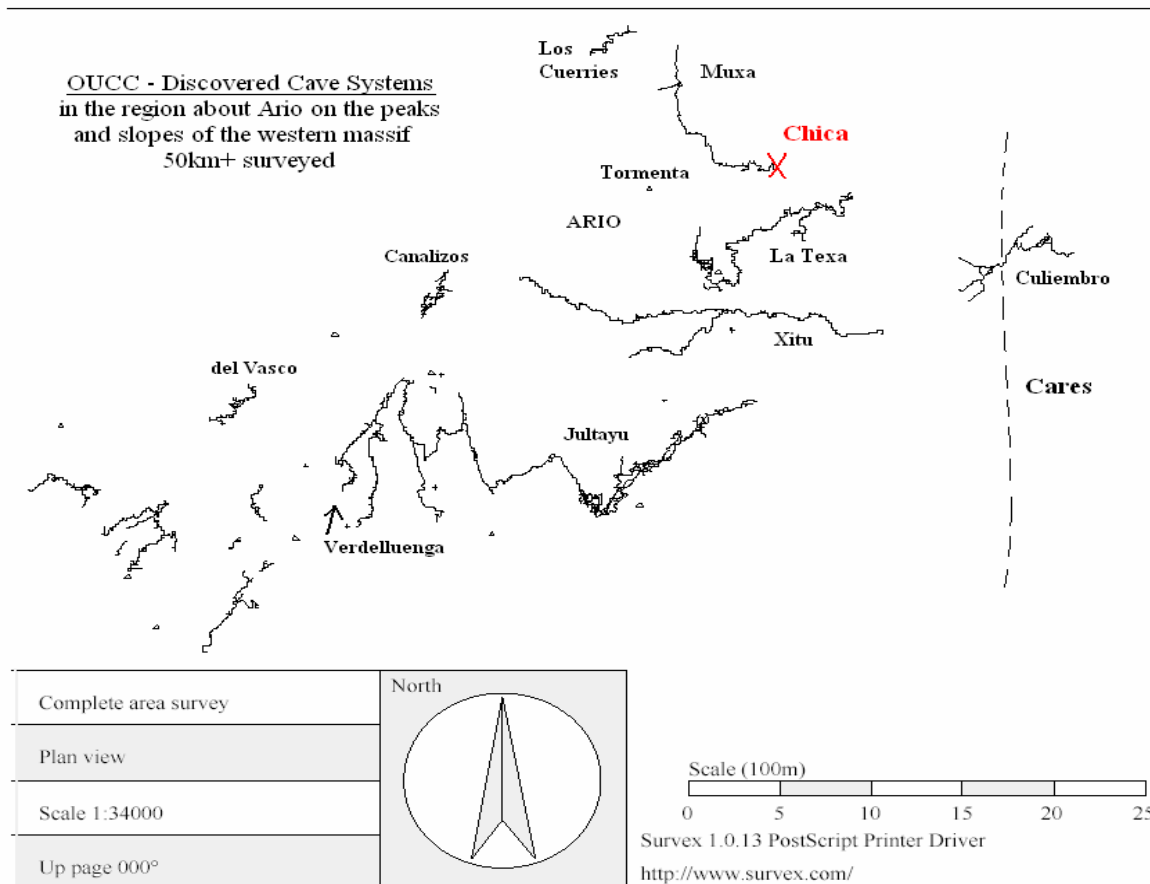 OUCC - Discovered Cave Systems
in the region about Ario on the peaks
and slopes of the western massif
50km+ surveyed
Los
Cuerries
Muxa
Chica
Tormenta
ARIO
Canalizos
La Texa
Culiembro
Xitu
del Vasco
Cares
Jultayu
Verdelluenga
Complete area survey
Plan view
Scale 1:34000
Up page 000°
North
Scale (100m)
0 5 10 15 20 25
Survex 1.0.13 PostScript Printer Driver
http://www.survex.com/